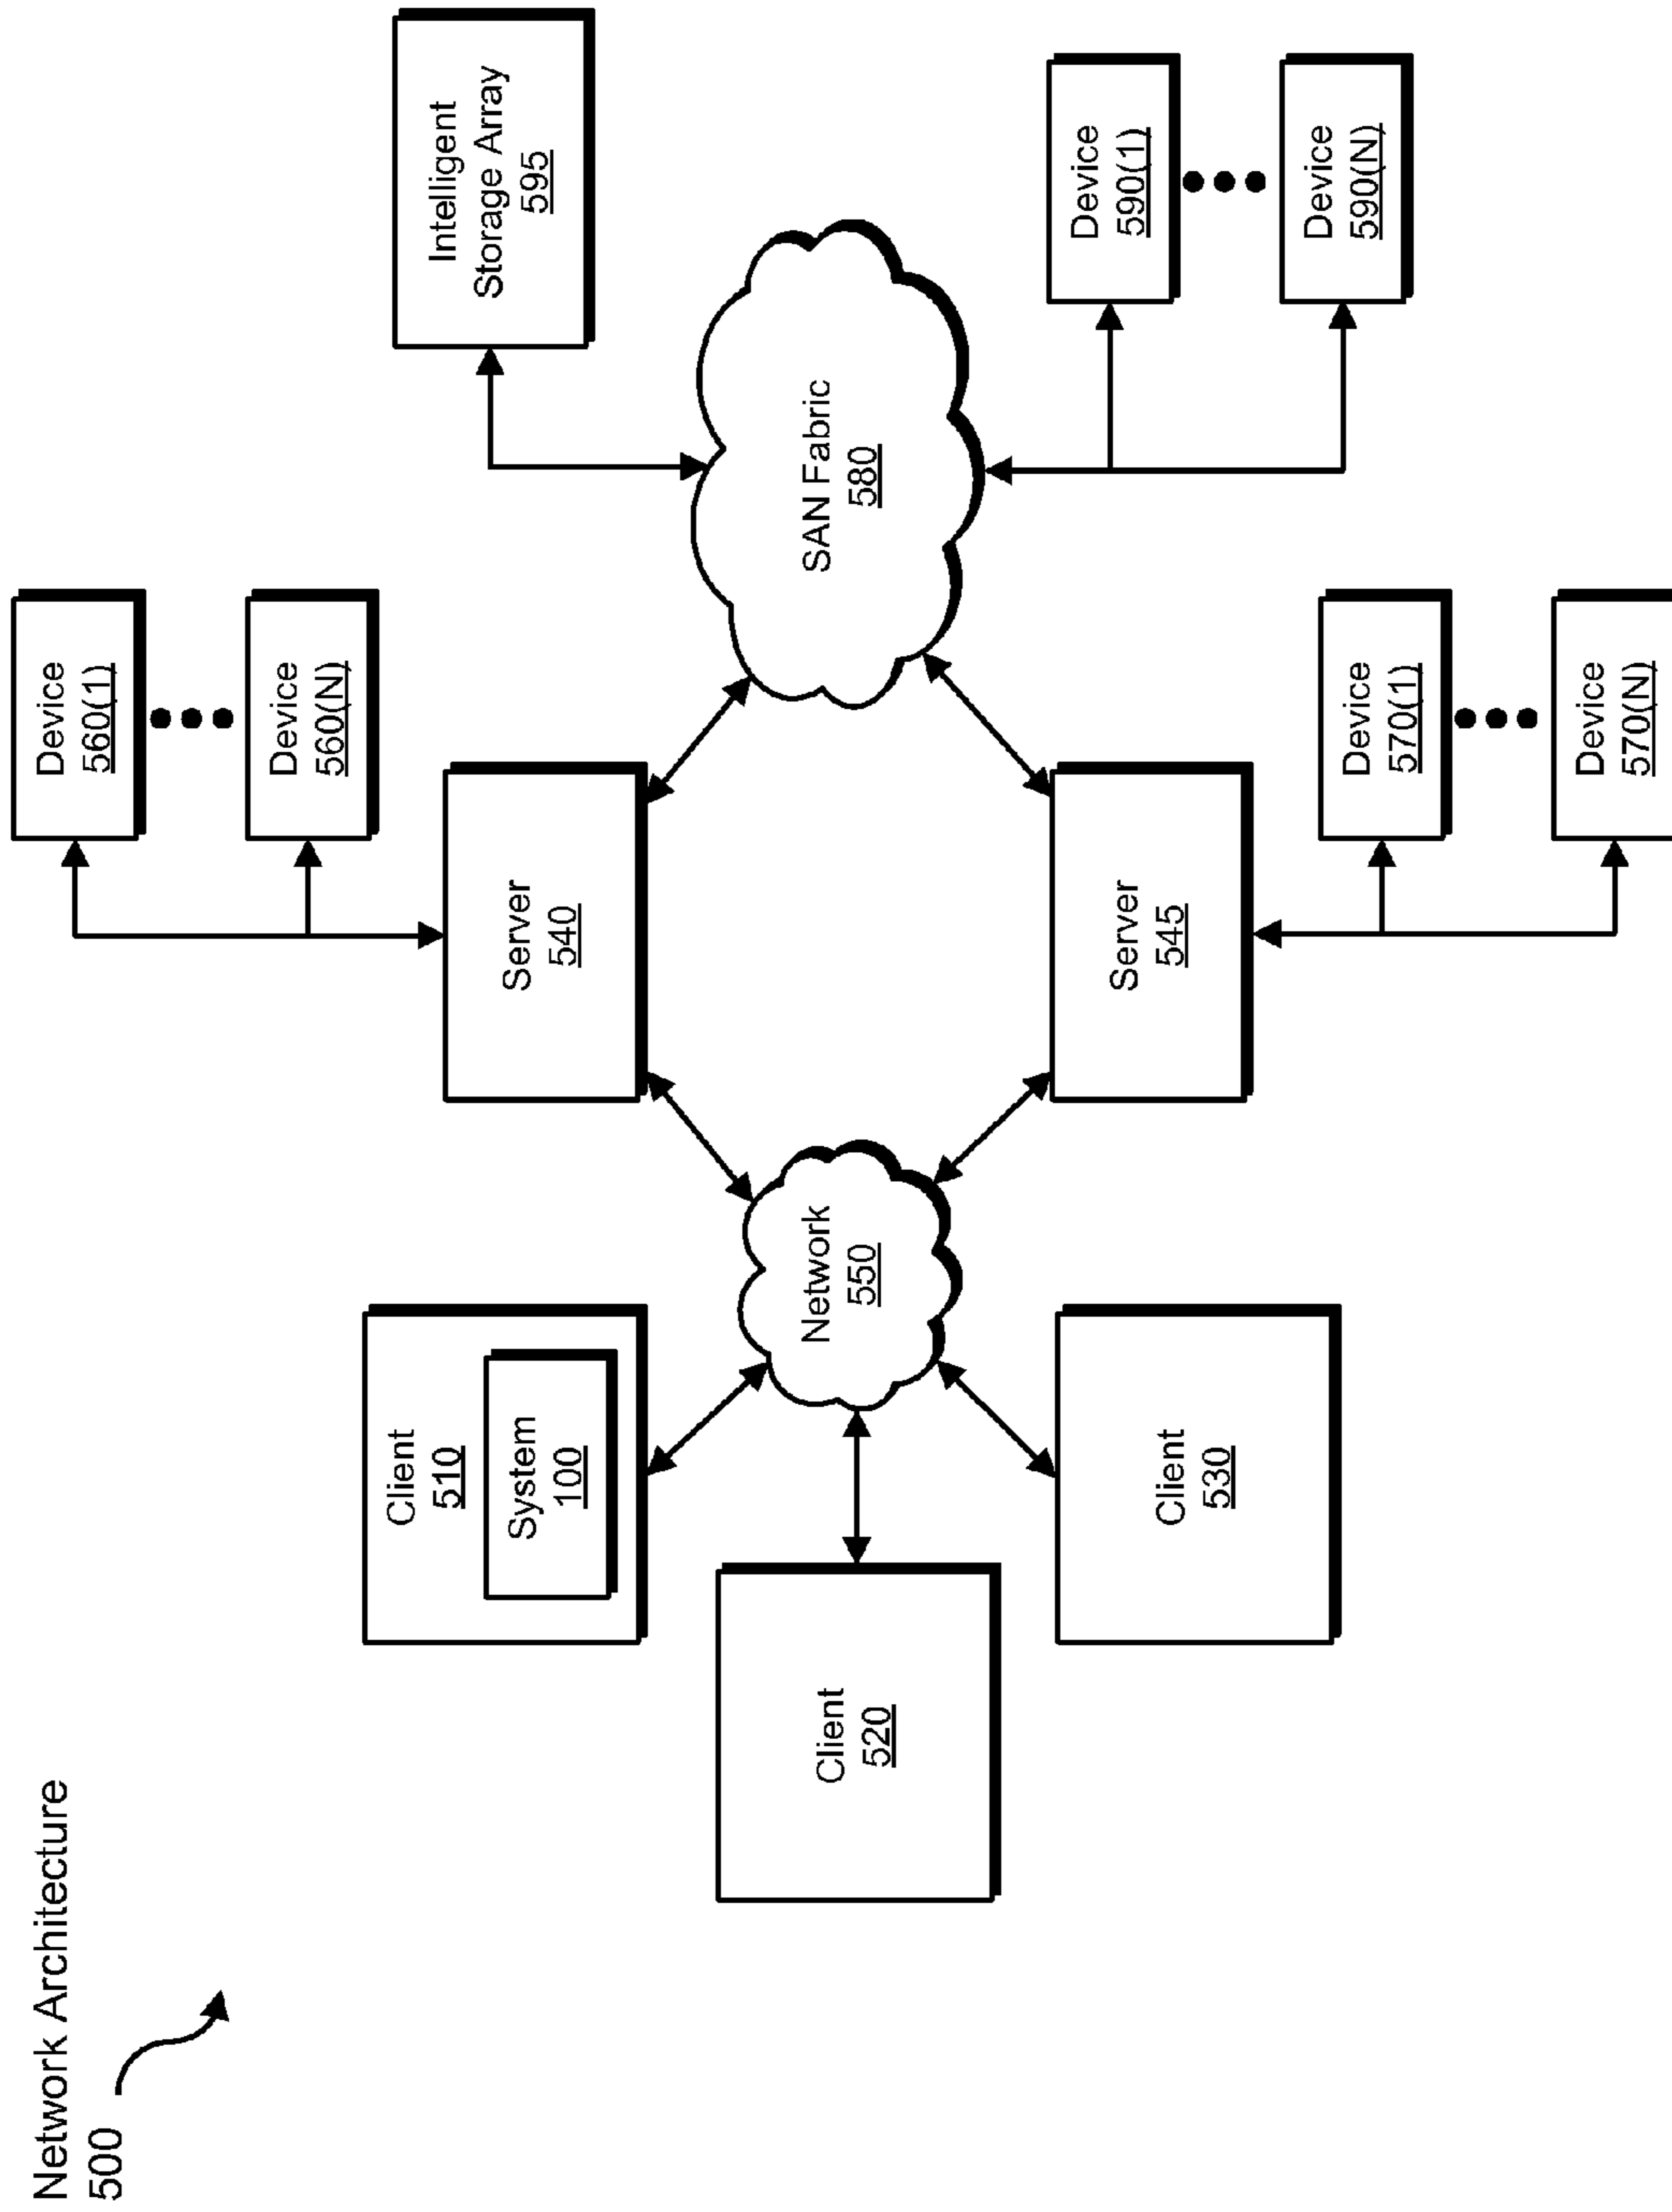 Network Architecture
500
Client
510
System
100
Client
520
Client
530
Network
550
Server
540
Server
545
Device
560(1)
Device
560(N)
Device
570(1)
Device
570(N)
SAN Fabric
580
Intelligent
Storage Array
595
Device
590(1)
Device
590(N)